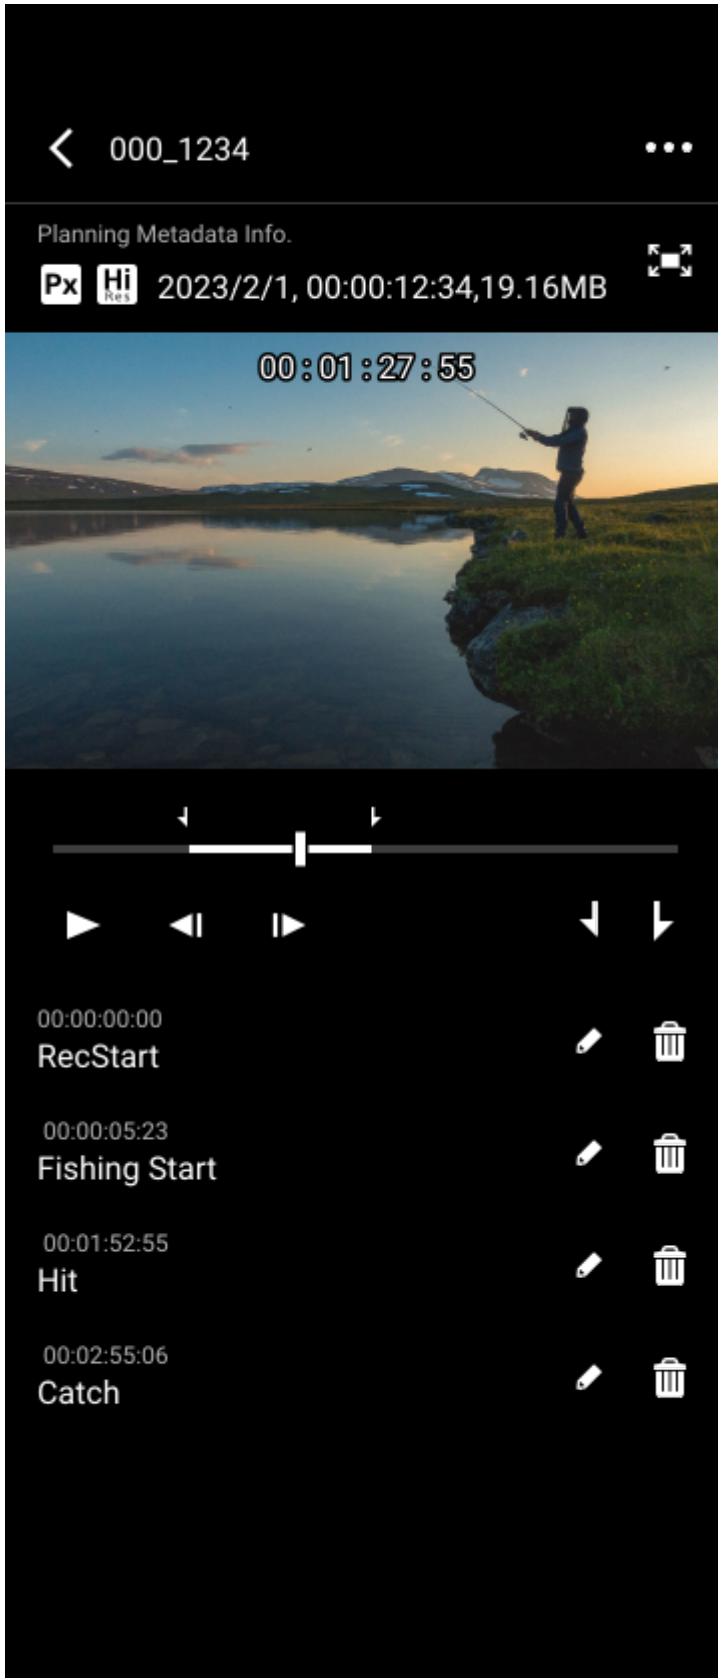 000_1234
Planning Metadata Info.
Px Hi Res 2023/2/1, 00:00:12:34,19.16MB
00:01:27:55
00:00:00:00
RecStart
00:00:05:23
Fishing Start
00:01:52:55
Hit
00:02:55:06
Catch